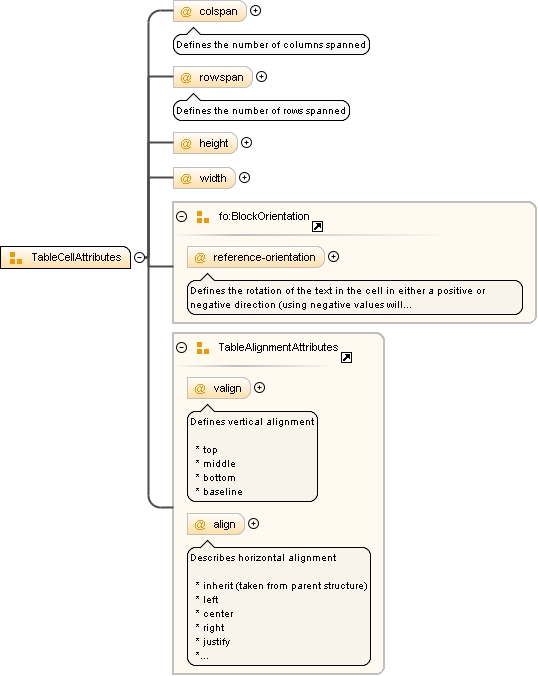 @ colspan
Defines the number of columns spanned
@ rowspan
Defines the number of rows spanned
@ height
@ width
fo:BlockOrientation
TableCellAttributes
@ reference-orientation
Defines the rotation of the text in the cell in either a positive or
negative direction (using negative values will...
TableAlignmentAttributes
@ valign
Defines vertical alignment
* top
* middle
* bottom
* baseline
@ align
Describes horizontal alignment
* inherit (taken from parent structure)
* left
* center
* right
* justify
*...